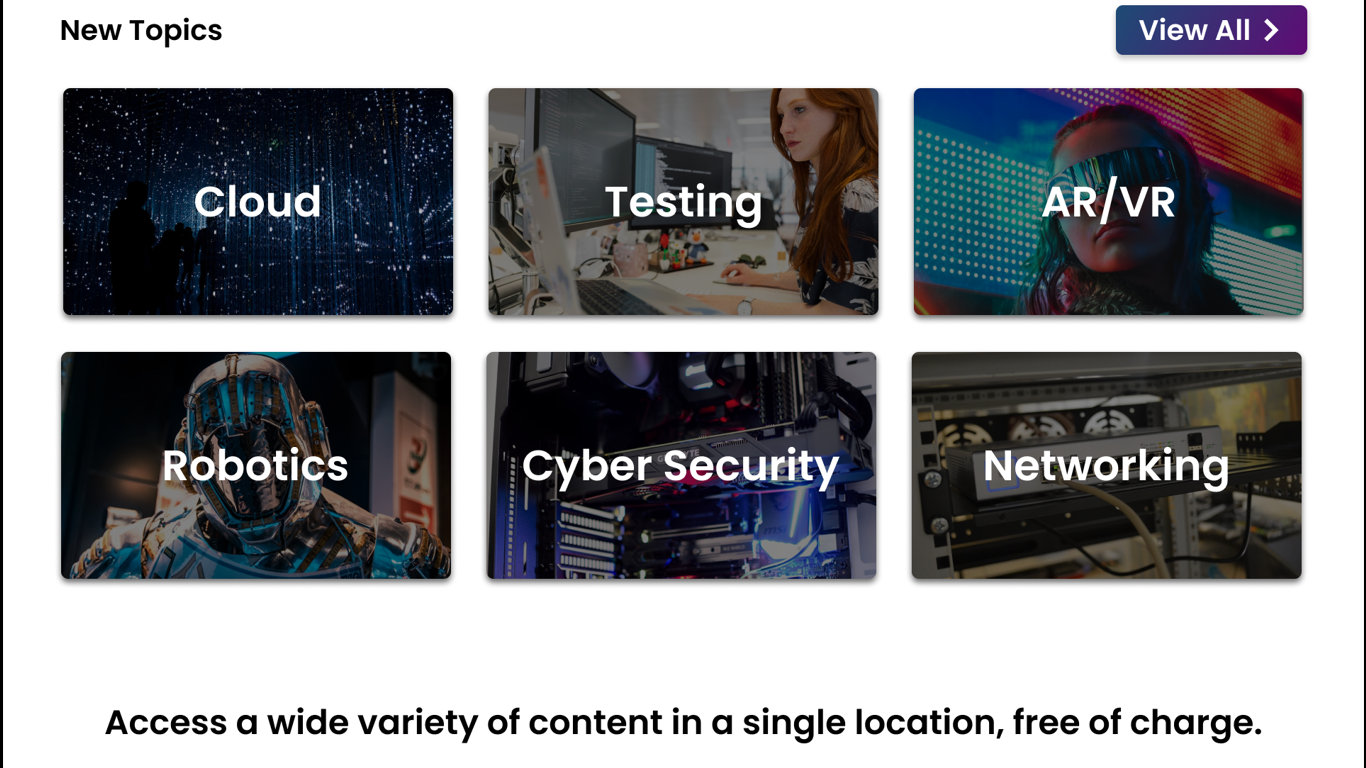 New Topics
View All
Cloud
Testing
AR/VR
Robotics
Cyber Security
Networking
Access a wide variety of content in a single location, free of charge.